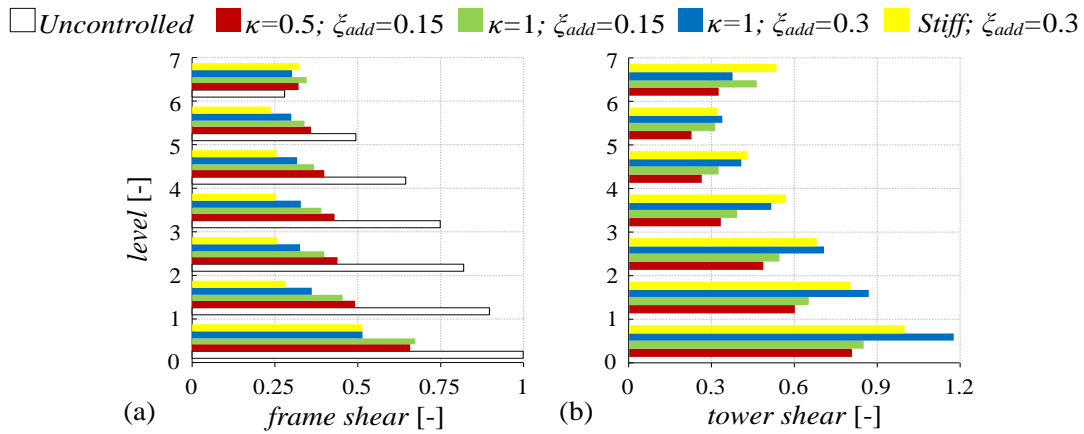 Uncontrolled κ=0.5; ξadd=0.15 κ=1; ξadd=0.15 κ=1; ξadd=0.3 Stiff; ξadd=0.3
7
6
5
4
3
2
1
0
level [-]
0 0.25 0.5 0.75 1
(a) frame shear [-]
7
6
5
4
3
2
1
0
0 0.3 0.6 0.9 1.2
(b) tower shear [-]